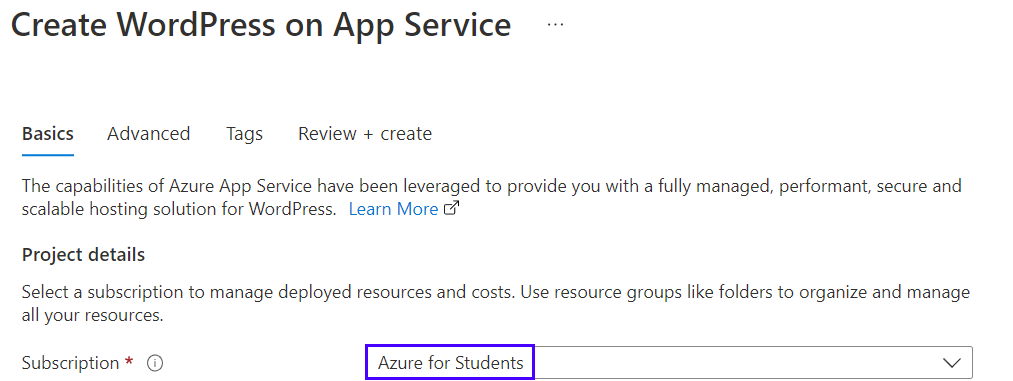 Create WordPress on App Service ...
Basics Advanced Tags Review + create
The capabilities of Azure App Service have been leveraged to provide you with a fully managed, performant, secure and
scalable hosting solution for WordPress. Learn More
Project details
Select a subscription to manage deployed resources and costs. Use resource groups like folders to organize and manage
all your resources.
Subscription * Azure for Students